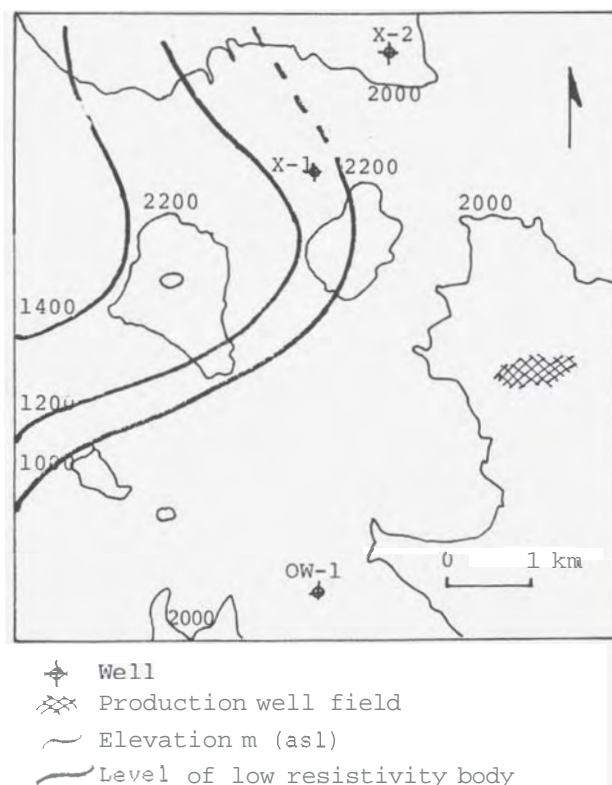 X-2
2000
X-1
2200
2200
2000
1400
1200
1000
OW-1
0 1 km
2000
Well
Production well field
Elevation m (asl)
Level of low resistivity body